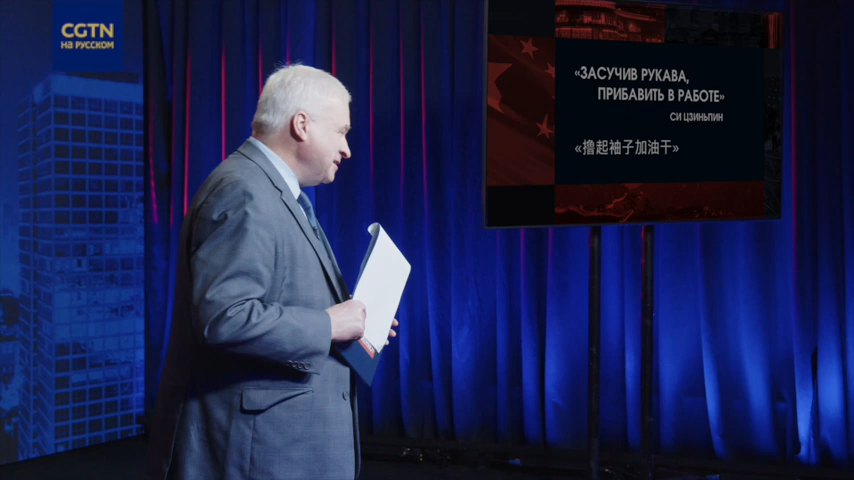 CGTN
НА РУССКОМ
«ЗАСУЧИВ РУКАВА,
ПРИБАВИТЬ В РАБОТЕ»
СИ ЦЗИНЬПИН
«撸起袖子加油干»